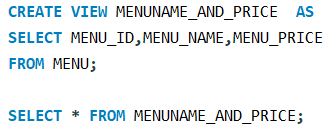 CREATE VIEW MENUNAME_AND_PRICE  AS
SELECT MENU_ID,MENU_NAME,MENU_PRICE
FROM MENU;
SELECT * FROM MENUNAME_AND_PRICE;